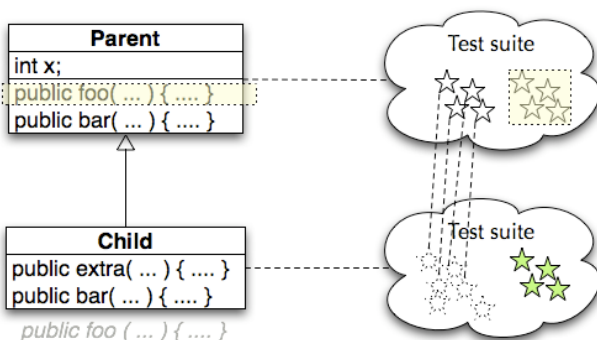 Parent
int x;
public foo( ... ) { .... }
public bar( ... ) { .... }
Test suite
Child
public extra( ... ) { .... }
public bar( ... ) { .... }
public foo ( ... ) { .... }
Test suite